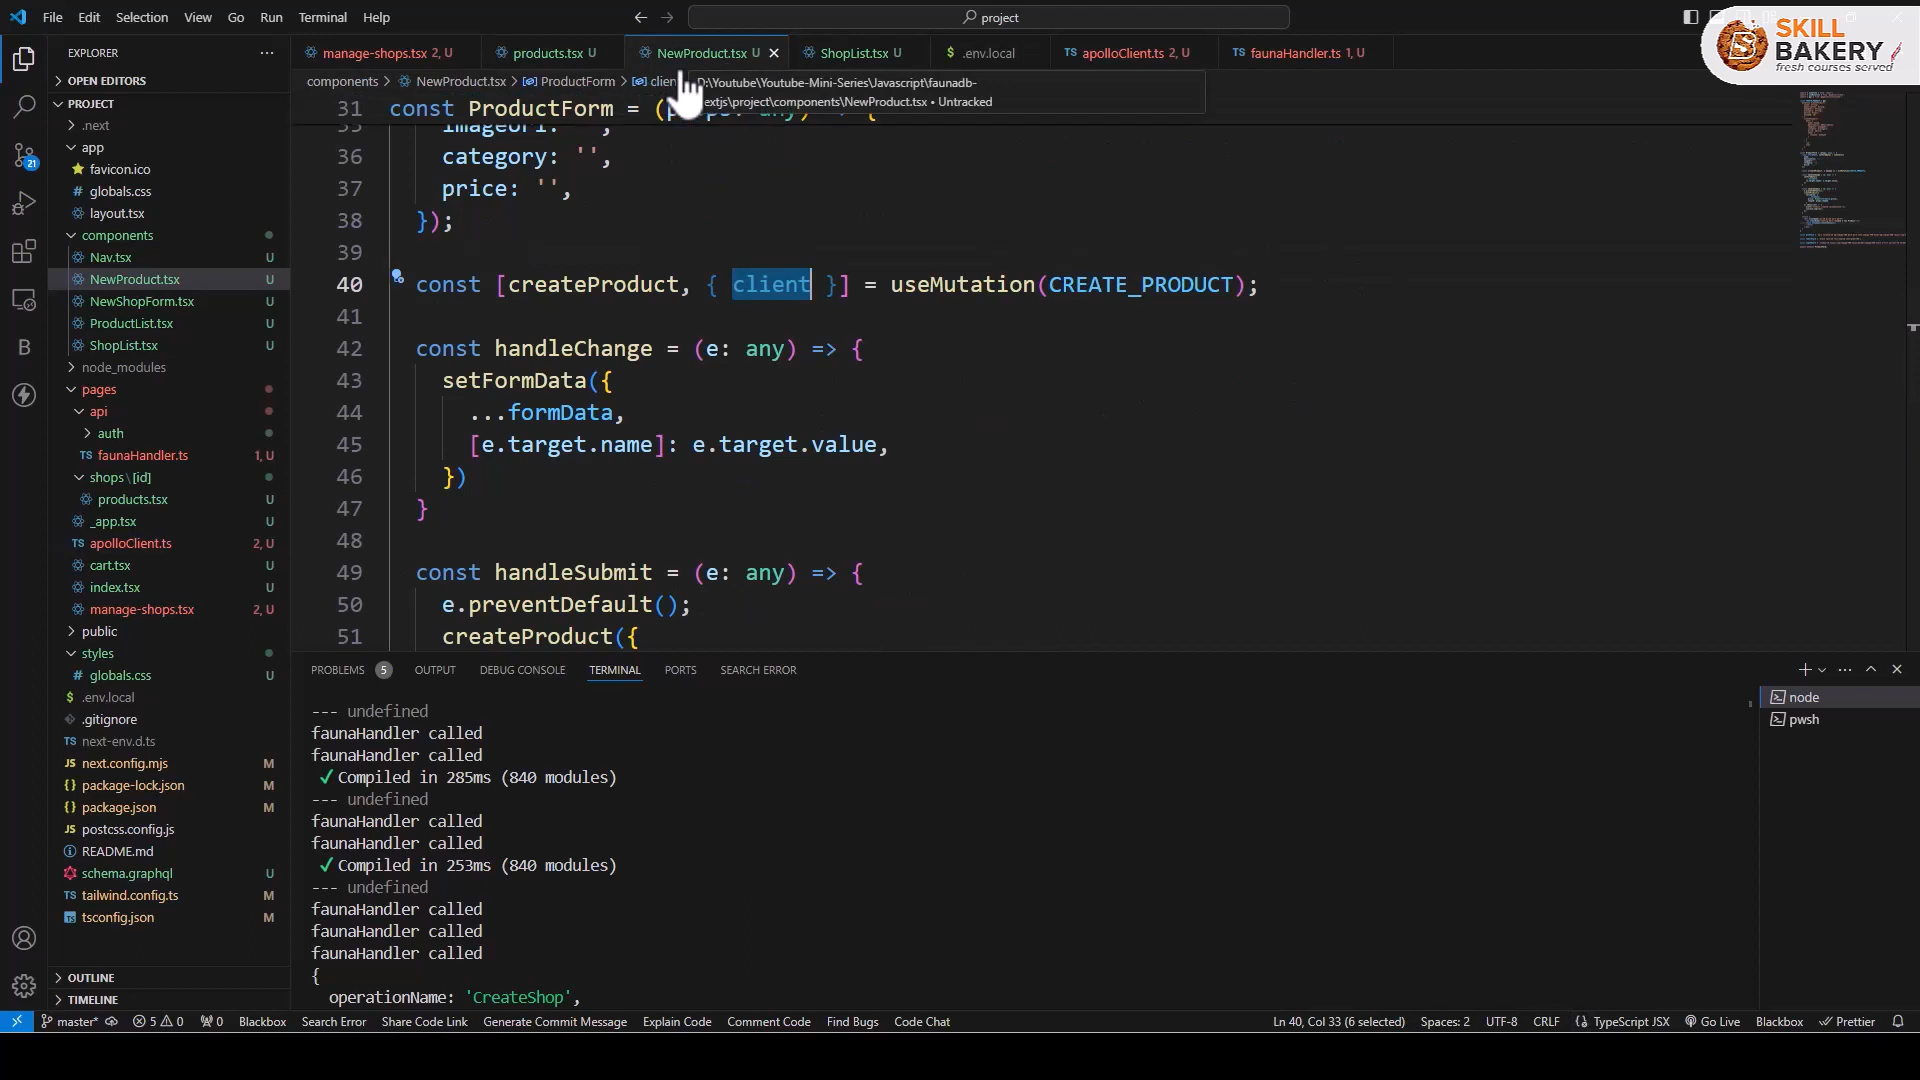 File Edit Selection View Go Run Terminal Help
project
SKILL
BAKERY
fresh courses served
EXPLORER
manage-shops.tsx 2, U
products.tsx U
NewProduct.tsx U
ShopList.tsx U
.env.local
apolloClient.ts 2, U
faunaHandler.ts 1, U
components > NewProduct.tsx > ProductForm >
D:\Youtube\Youtube-Mini-Series\Javascript\faunadb-
extjs\project\components\NewProduct.tsx • Untracked
OPEN EDITORS
PROJECT
.next
app
favicon.ico
globals.css
layout.tsx
components
Nav.tsx U
NewProduct.tsx U
NewShopForm.tsx U
ProductList.tsx U
ShopList.tsx U
node_modules
pages
api
auth
faunaHandler.ts 1, U
shops\[id]
products.tsx U
_app.tsx U
apolloClient.ts 2, U
cart.tsx U
index.tsx U
manage-shops.tsx 2, U
public
styles
globals.css U
.env.local
.gitignore
next-env.d.ts
next.config.mjs M
package-lock.json M
package.json M
postcss.config.js
README.md
schema.graphql U
tailwind.config.ts M
tsconfig.json M
OUTLINE
TIMELINE
21
31 const ProductForm = (
36 category: '',
37 price: '',
38 });
39
40 const [createProduct, { client }] = useMutation(CREATE_PRODUCT);
41
42 const handleChange = (e: any) => {
43 setFormData({
44 ...formData,
45 [e.target.name]: e.target.value,
46 })
47 }
48
49 const handleSubmit = (e: any) => {
50 e.preventDefault();
51 createProduct({
PROBLEMS 5 OUTPUT DEBUG CONSOLE TERMINAL PORTS SEARCH ERROR
node
pwsh
--- undefined
faunaHandler called
faunaHandler called
✓ Compiled in 285ms (840 modules)
--- undefined
faunaHandler called
faunaHandler called
✓ Compiled in 253ms (840 modules)
--- undefined
faunaHandler called
faunaHandler called
faunaHandler called
{
operationName: 'CreateShop',
master* 5 0 0 Blackbox Search Error Share Code Link Generate Commit Message Explain Code Comment Code Find Bugs Code Chat Ln 40, Col 33 (6 selected) Spaces: 2 UTF-8 CRLF TypeScript JSX Go Live Blackbox Prettier